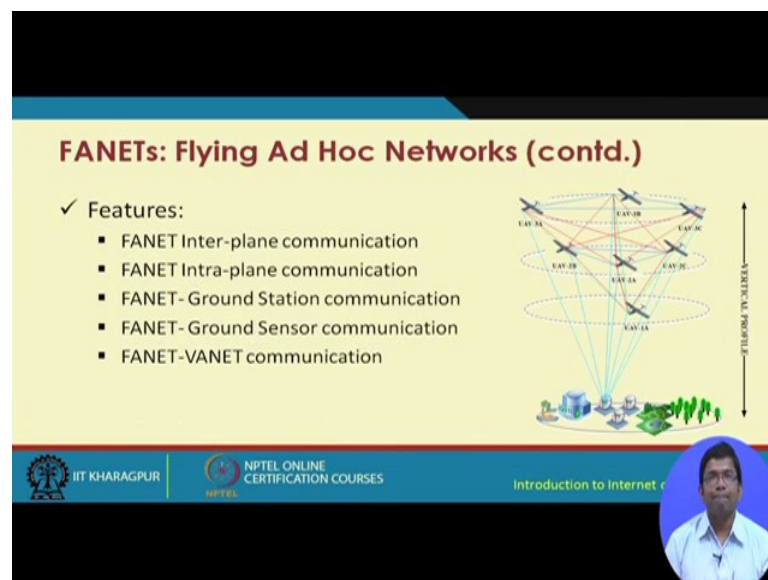 FANETs: Flying Ad Hoc Networks (contd.)
✓ Features:
▪ FANET Inter-plane communication
▪ FANET Intra-plane communication
▪ FANET- Ground Station communication
▪ FANET- Ground Sensor communication
▪ FANET-VANET communication
UAV-3A
UAV-3B
UAV-3C
UAV-2B
UAV-2A
UAV-2C
UAV-1A
VERTICAL PROFILE
IIT KHARAGPUR
NPTEL
NPTEL ONLINE
CERTIFICATION COURSES
Introduction to Internet